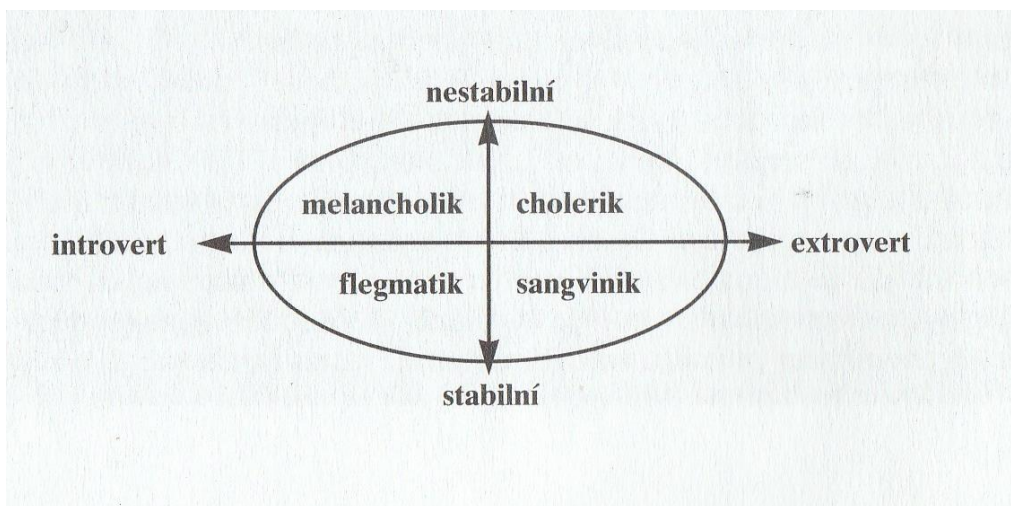 nestabilní
melancholik cholerik
introvert extrovert
flegmatik sangvinik
stabilní